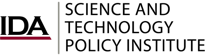 IDA
SCIENCE AND
TECHNOLOGY
POLICY INSTITUTE